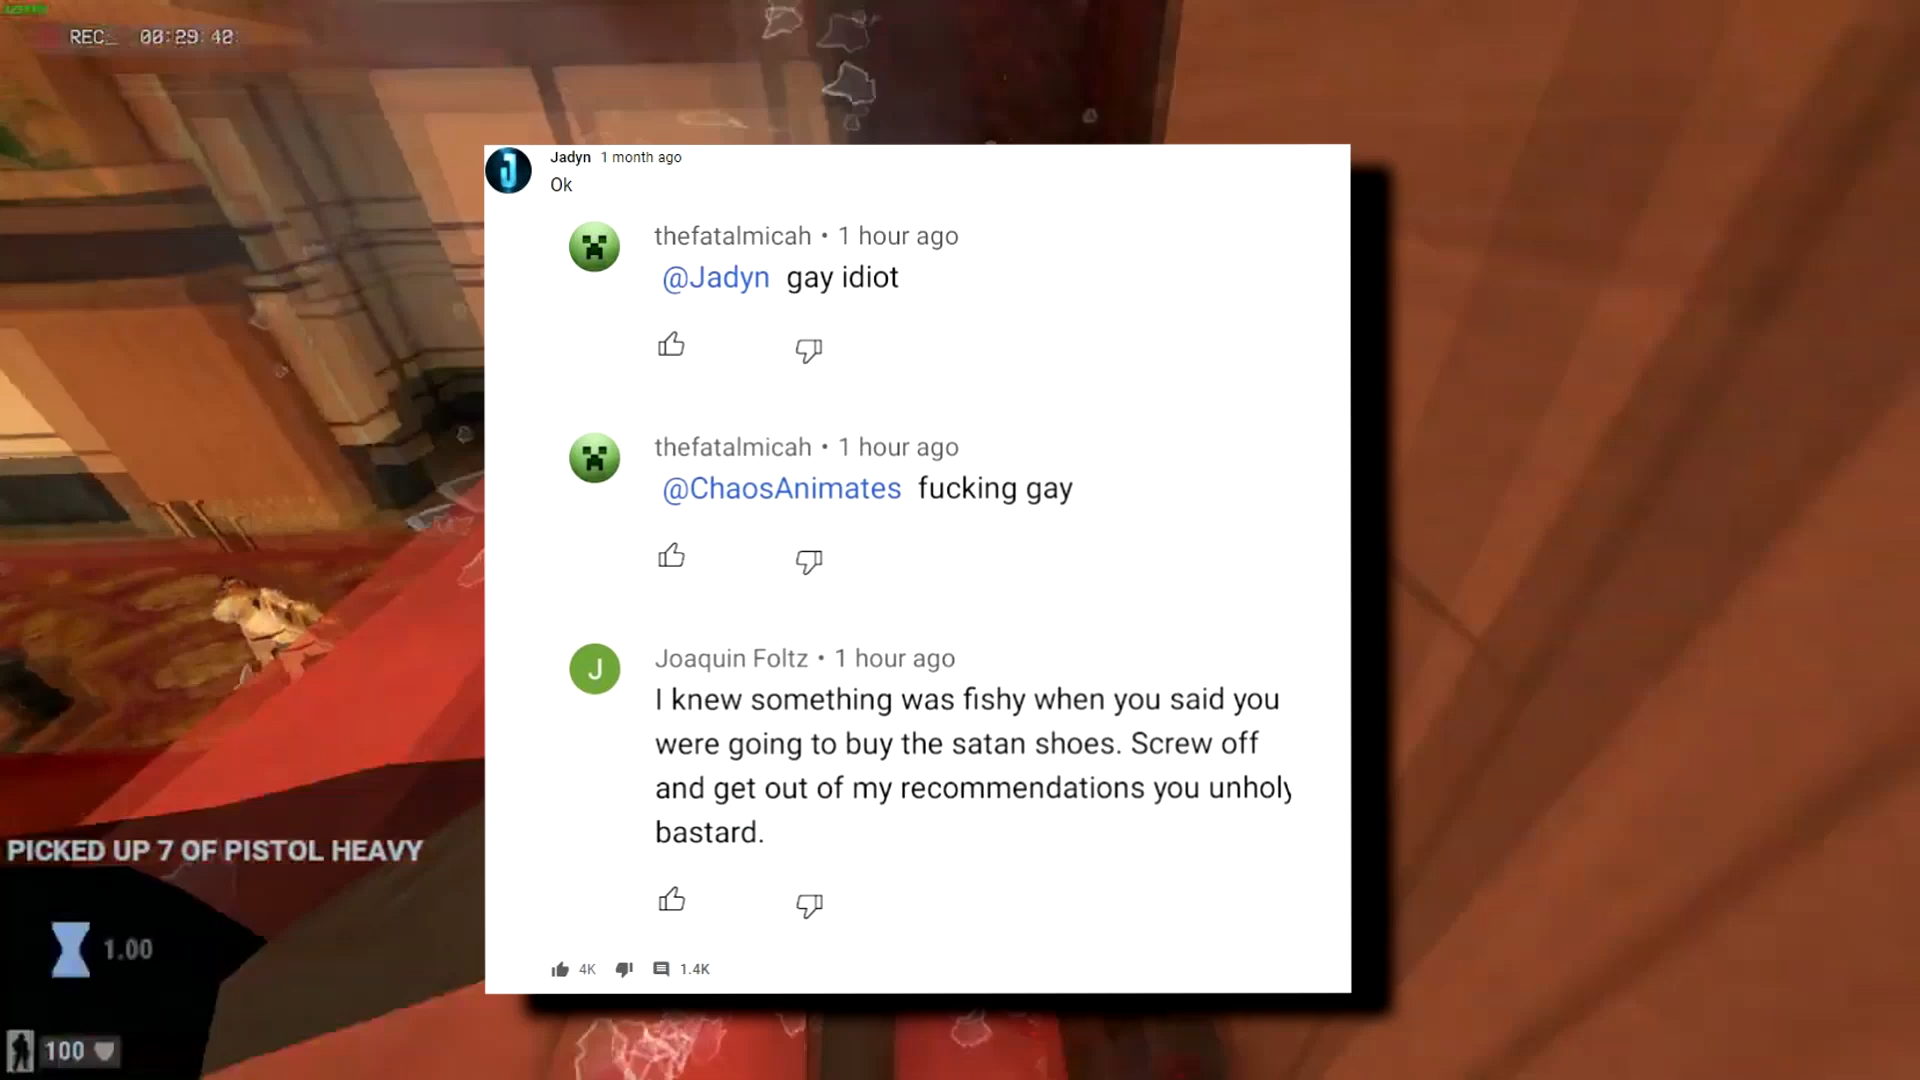 REC_ 00:29:40
Jadyn 1 month ago
Ok
thefatalmicah • 1 hour ago
@Jadyn gay idiot
thefatalmicah • 1 hour ago
@ChaosAnimates fucking gay
J
Joaquin Foltz • 1 hour ago
I knew something was fishy when you said you
were going to buy the satan shoes. Screw off
and get out of my recommendations you unholy
bastard.
4K 1.4K
PICKED UP 7 OF PISTOL HEAVY
1.00
100